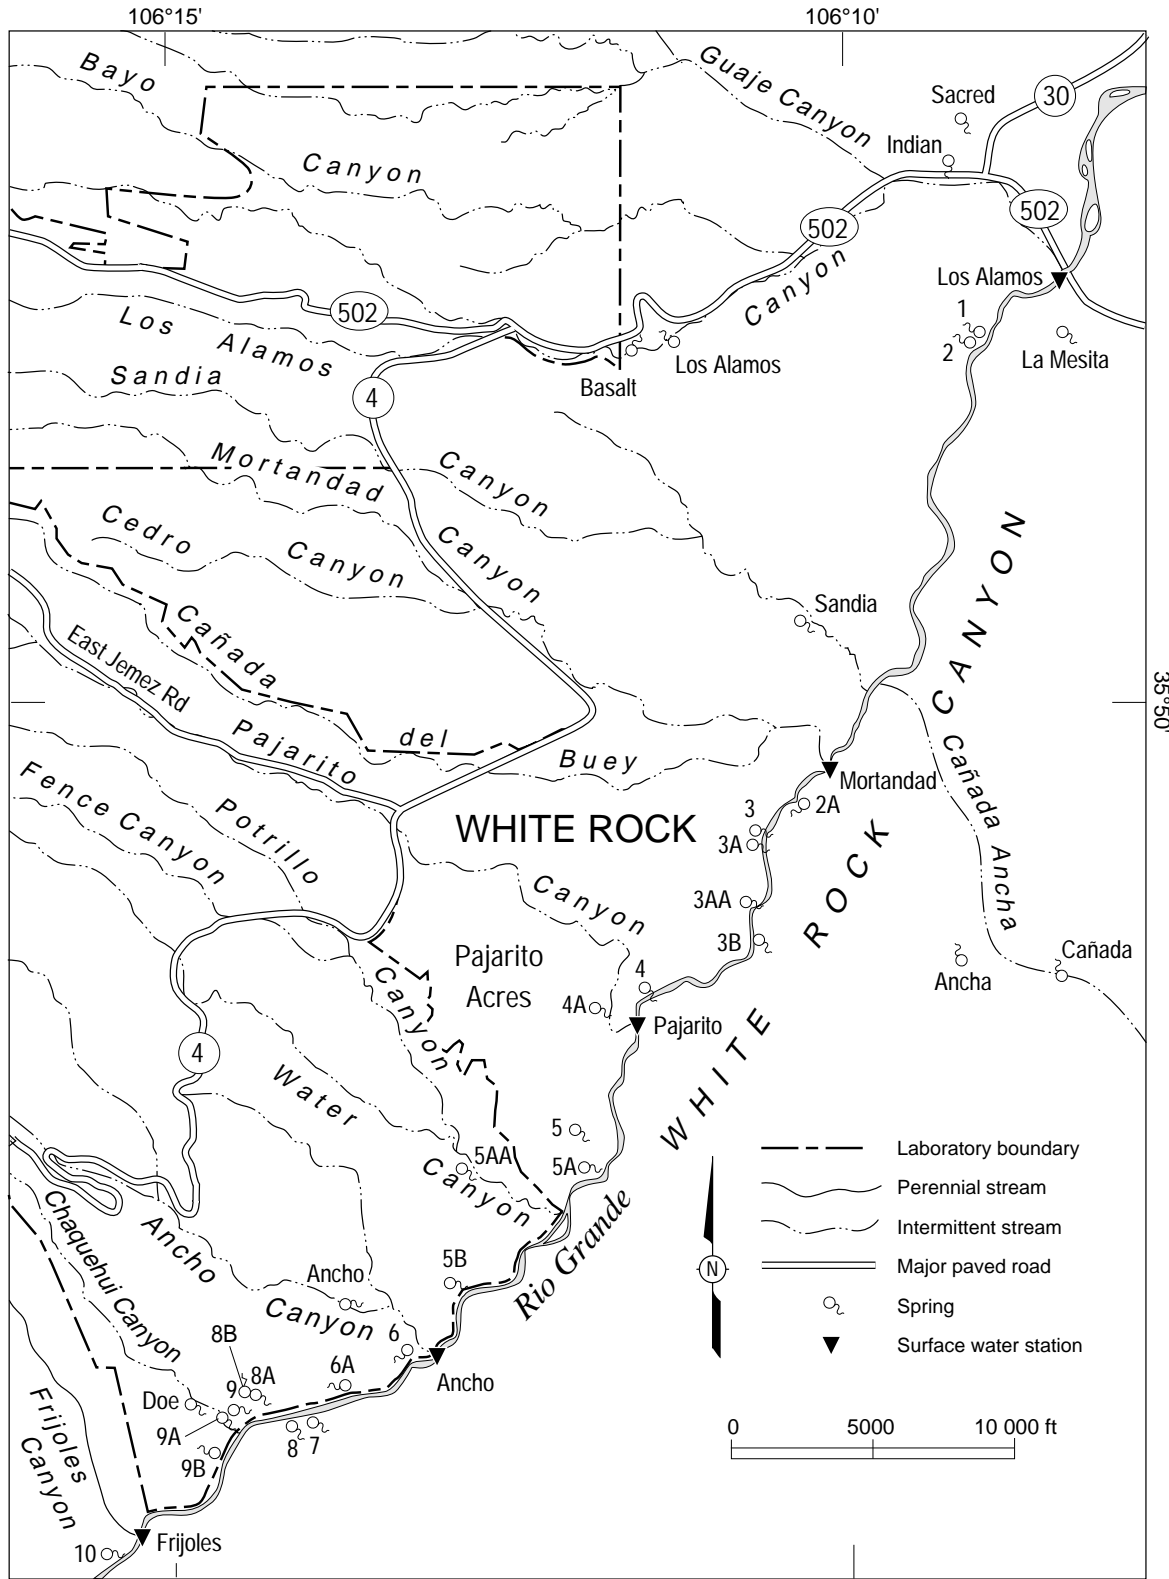 106°15'
106°10'
Bayo
Canyon
Guaje Canyon
Sacred
30
Indian
502
502
Los Alamos
Canyon
502
1
2
La Mesita
Los Alamos
Basalt
Los Alamos
Sandia
Canyon
4
Mortandad
Canyon
Cedro
Canyon
Cañada
del
Buey
Sandia
East Jemez Rd
35°50'
Pajarito
Canyon
Mortandad
2A
Cañada Ancha
Fence Canyon
Potrillo
Canyon
WHITE ROCK
3
3A
3AA
3B
WHITE ROCK CANYON
Pajarito
Acres
4
4A
Pajarito
Ancha
Cañada
4
Water
Canyon
5
5AA
5A
Rio Grande
Laboratory boundary
Perennial stream
Intermittent stream
Major paved road
N
Spring
Surface water station
0 5000 10 000 ft
Chaquehui Canyon
Ancho
Canyon
Ancho
5B
6
6A
Ancho
8B
8A
9
Doe
9A
9B
8
7
Frijoles
Canyon
10
Frijoles